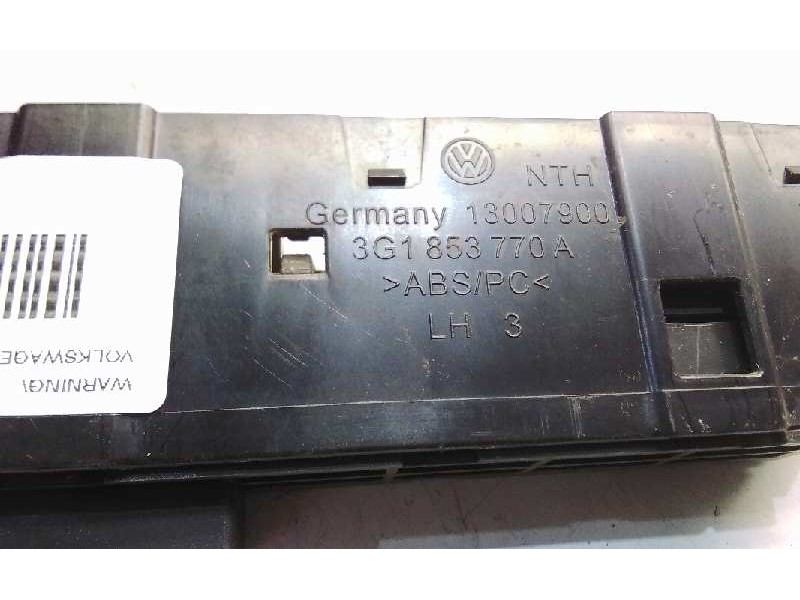 NTH
Germany 13007900
3G1 853 770 A
>ABS/PC<
LH 3
WARNING!
VOLKSWAGE